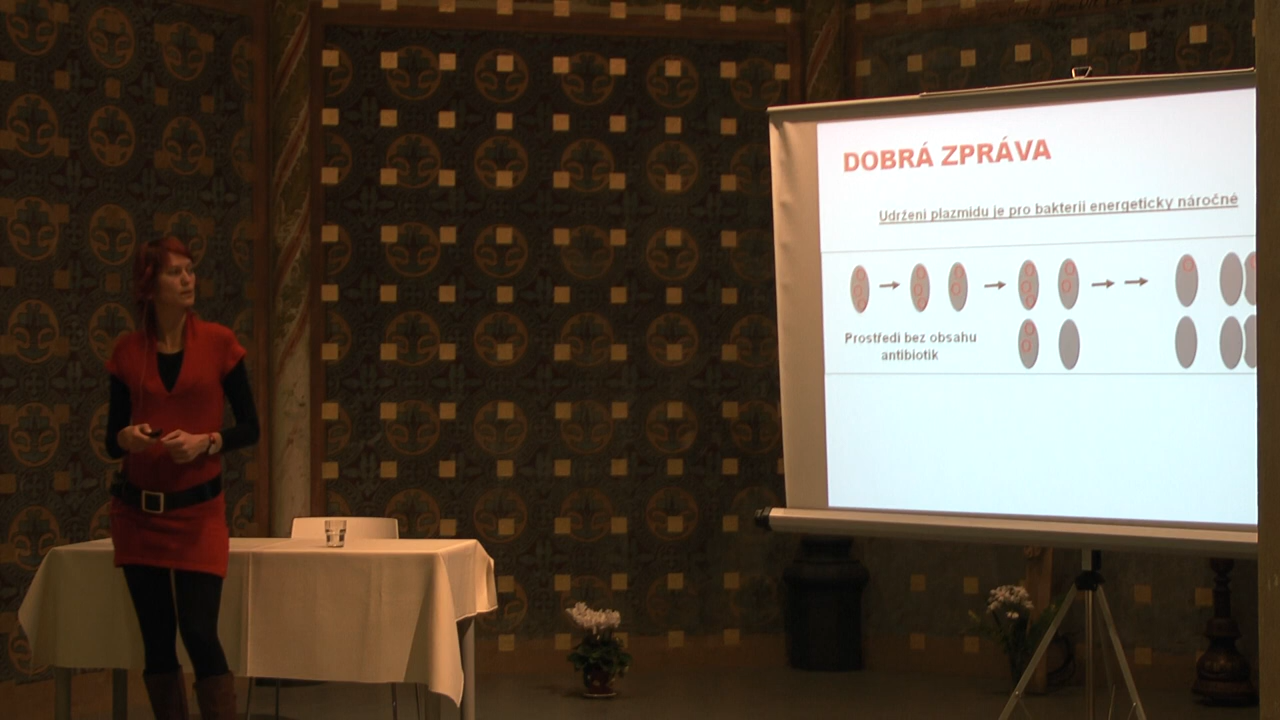 DOBRÁ ZPRÁVA
Udržení plazmidu je pro bakterii energeticky náročné
Prostředí bez obsahu
antibiotik